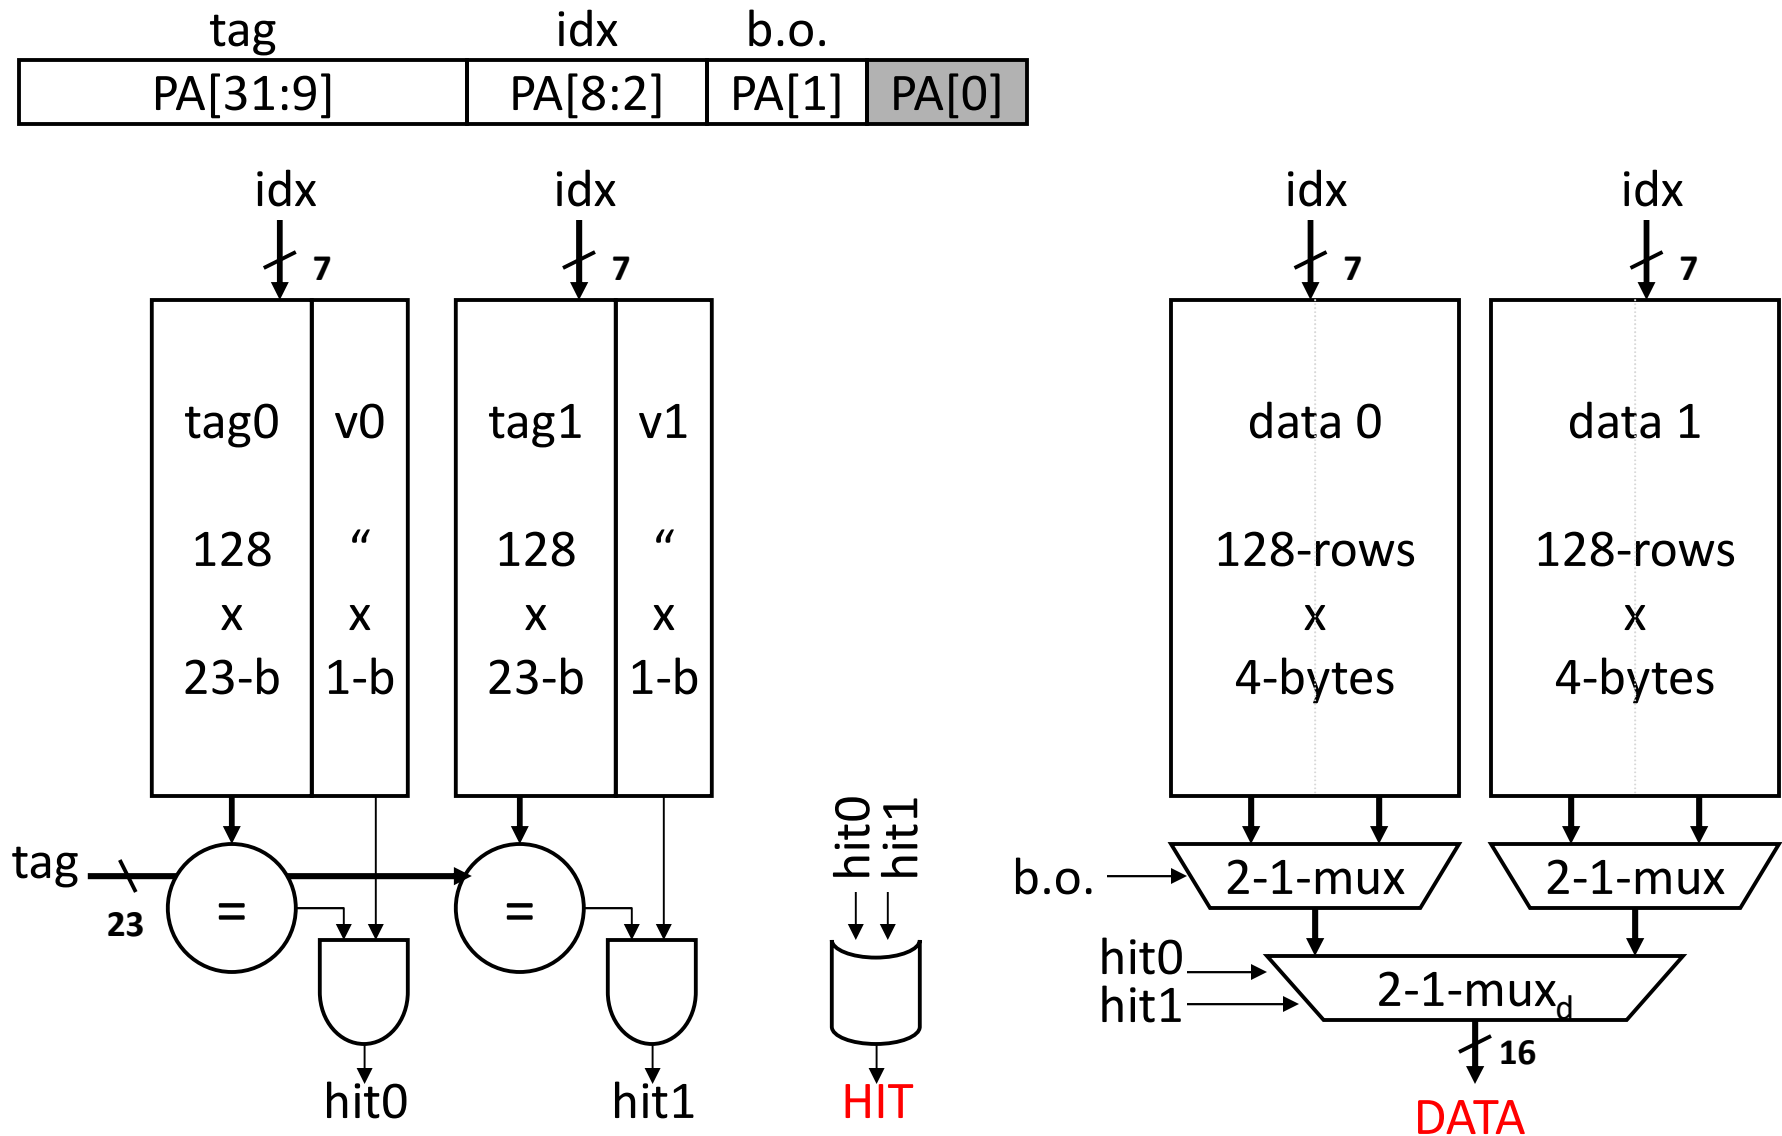 tag idx b.o.
PA[31:9] PA[8:2] PA[1] PA[0]
idx idx idx idx
7 7 7 7
tag0 v0 tag1 v1 data 0 data 1
128 “ 128 “ 128-rows 128-rows
x x x x x x
23-b 1-b 23-b 1-b 4-bytes 4-bytes
hit0 hit1
tag b.o. 2-1-mux 2-1-mux
23 = =
hit0 2-1-muxd
hit1
16
hit0 hit1 HIT DATA